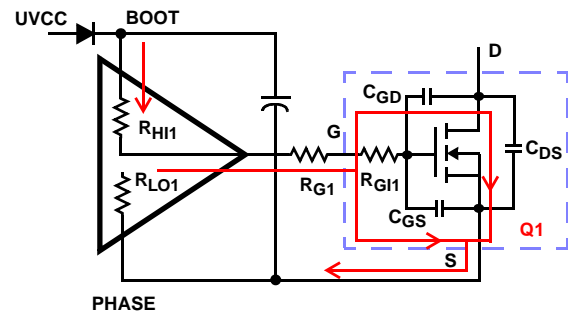 UVCC
BOOT
D
CGD
RHI1
G
CDS
RLO1
RG1
RGI1
CGS
Q1
S
PHASE